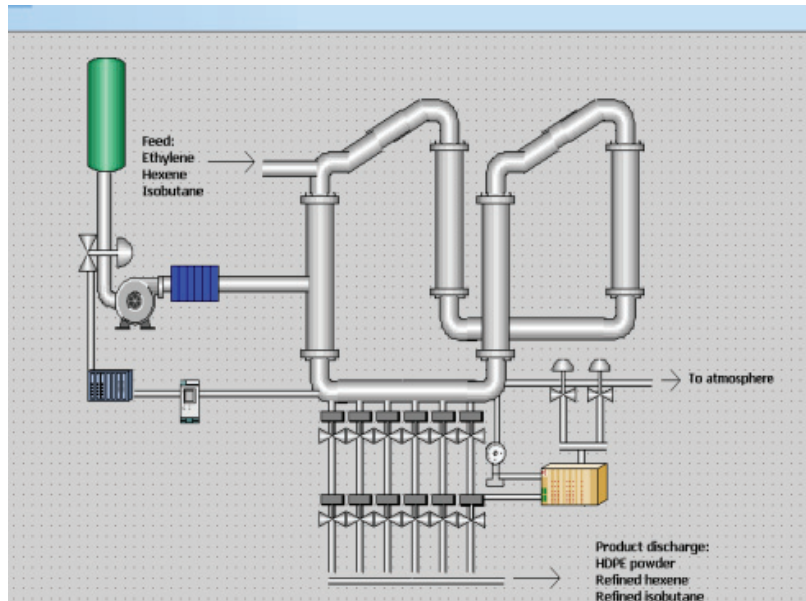 Feed:
Ethylene
Hexene
Isobutane
To atmosphere
Product discharge:
HDPE powder
Refined hexene
Refined isobutane